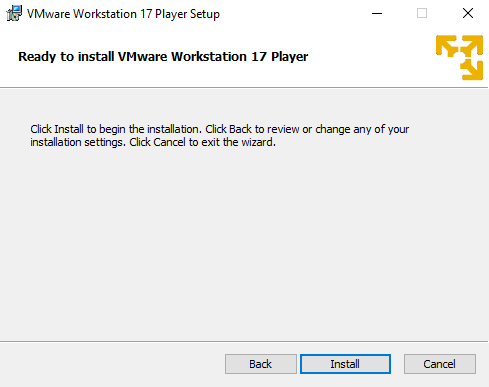 VMware Workstation 17 Player Setup
Ready to install VMware Workstation 17 Player
Click Install to begin the installation. Click Back to review or change any of your
installation settings. Click Cancel to exit the wizard.
Back Install Cancel